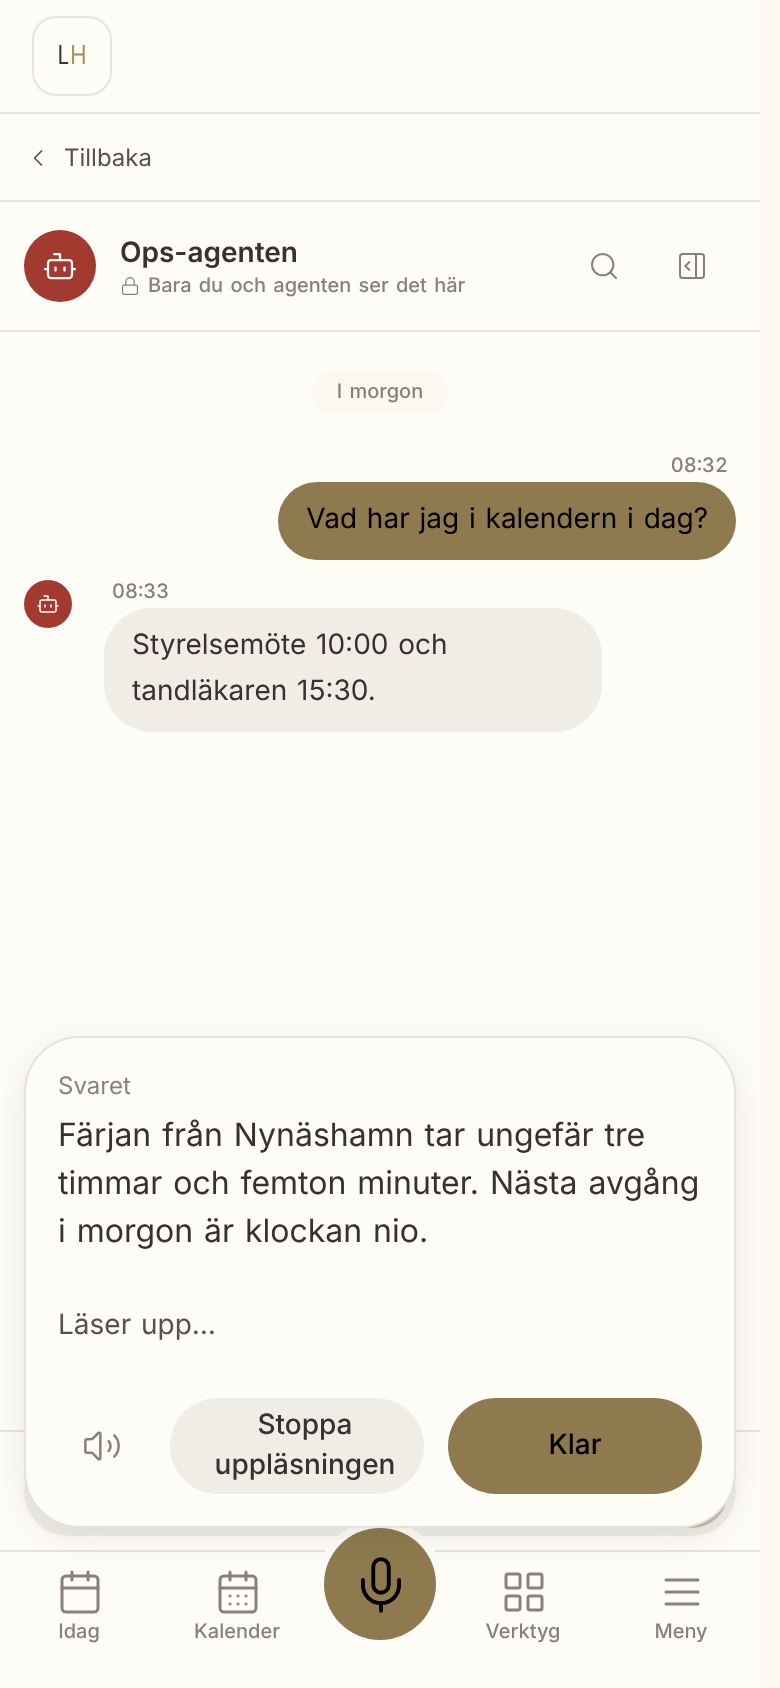 LH
Tillbaka
Ops-agenten
Bara du och agenten ser det här
I morgon
08:32
Vad har jag i kalendern i dag?
08:33
Styrelsemöte 10:00 och
tandläkaren 15:30.
Svaret
Färjan från Nynäshamn tar ungefär tre
timmar och femton minuter. Nästa avgång
i morgon är klockan nio.
Läser upp...
Stoppa
uppläsningen
Klar
Idag
Kalender
Verktyg
Meny